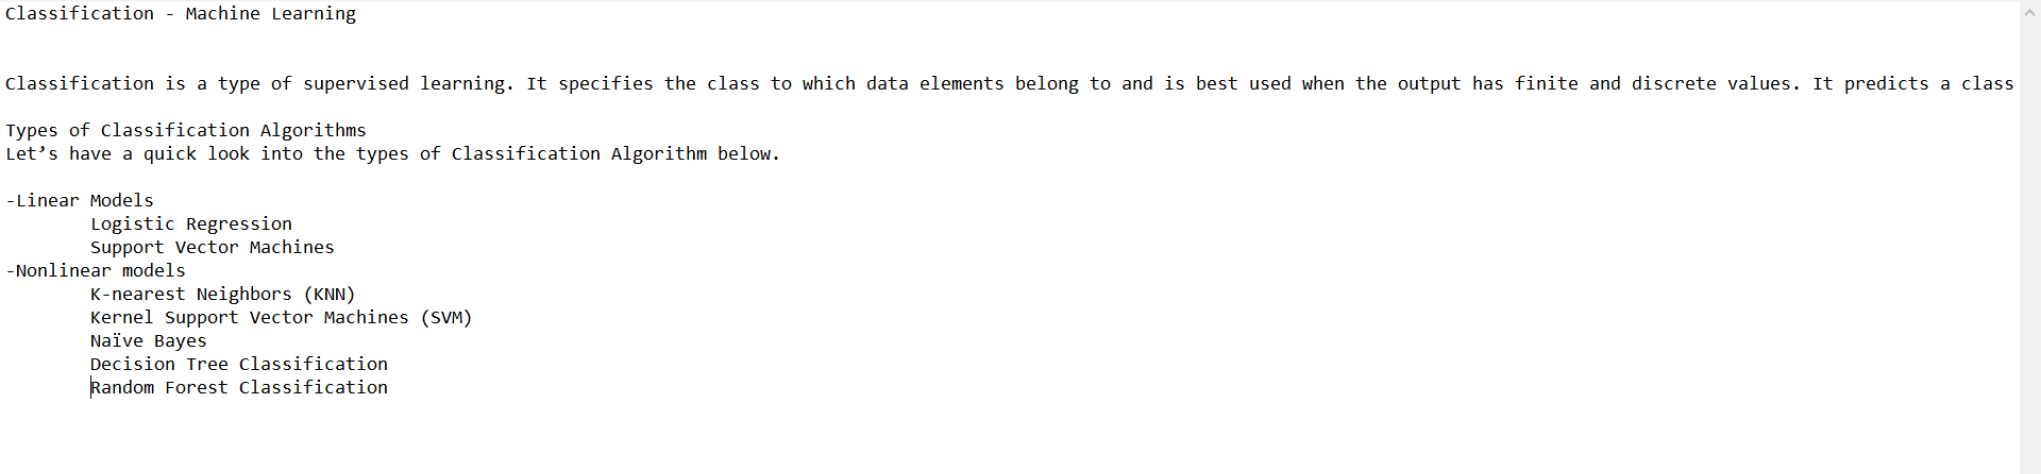 Classification - Machine Learning
Classification is a type of supervised learning. It specifies the class to which data elements belong to and is best used when the output has finite and discrete values. It predicts a class
Types of Classification Algorithms
Let’s have a quick look into the types of Classification Algorithm below.
-Linear Models
Logistic Regression
Support Vector Machines
-Nonlinear models
K-nearest Neighbors (KNN)
Kernel Support Vector Machines (SVM)
Naïve Bayes
Decision Tree Classification
Random Forest Classification